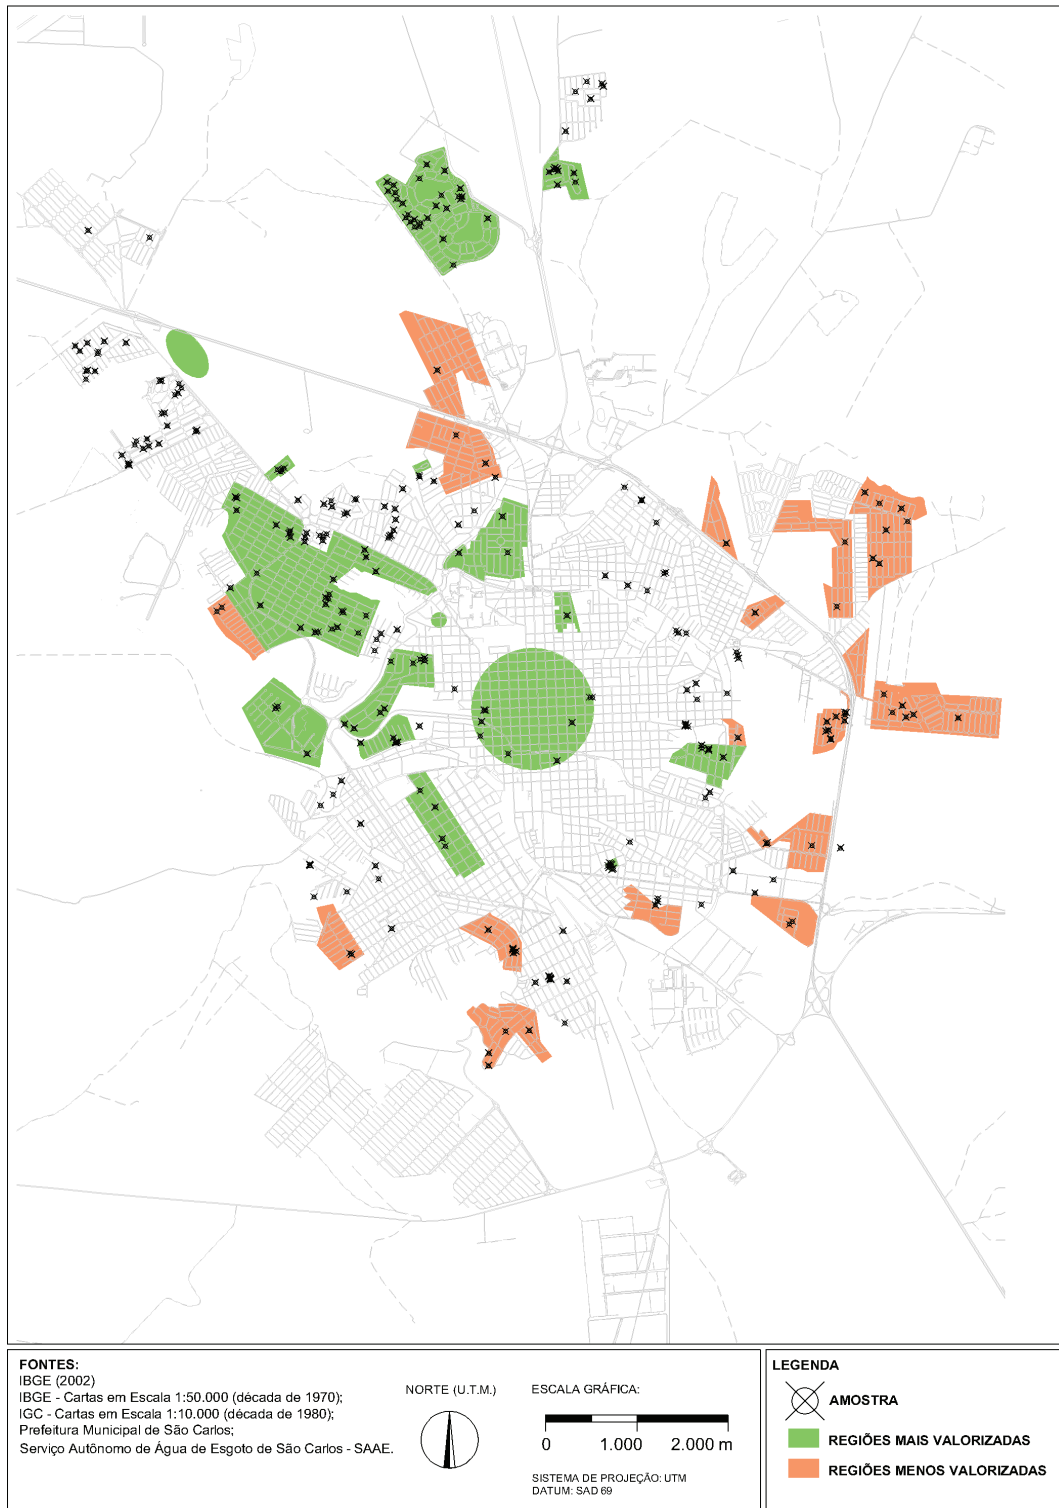 FONTES:
IBGE (2002)
IBGE - Cartas em Escala 1:50.000 (década de 1970);
IGC - Cartas em Escala 1:10.000 (década de 1980);
Prefeitura Municipal de São Carlos;
Serviço Autônomo de Água de Esgoto de São Carlos - SAAE.
NORTE (U.T.M.)
ESCALA GRÁFICA:
0 1.000 2.000 m
SISTEMA DE PROJEÇÃO: UTM
DATUM: SAD 69
LEGENDA
AMOSTRA
REGIÕES MAIS VALORIZADAS
REGIÕES MENOS VALORIZADAS